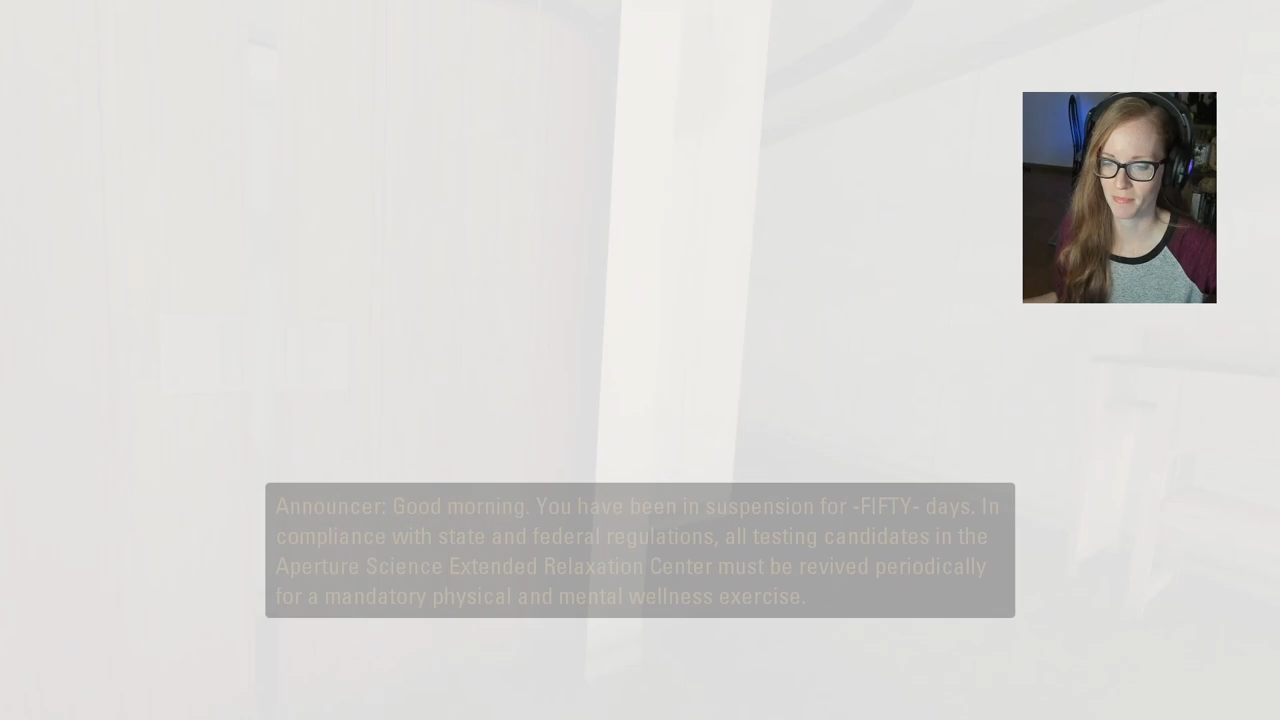 Announcer: Good morning. You have been in suspension for -FIFTY- days. In
compliance with state and federal regulations, all testing candidates in the
Aperture Science Extended Relaxation Center must be revived periodically
for a mandatory physical and mental wellness exercise.